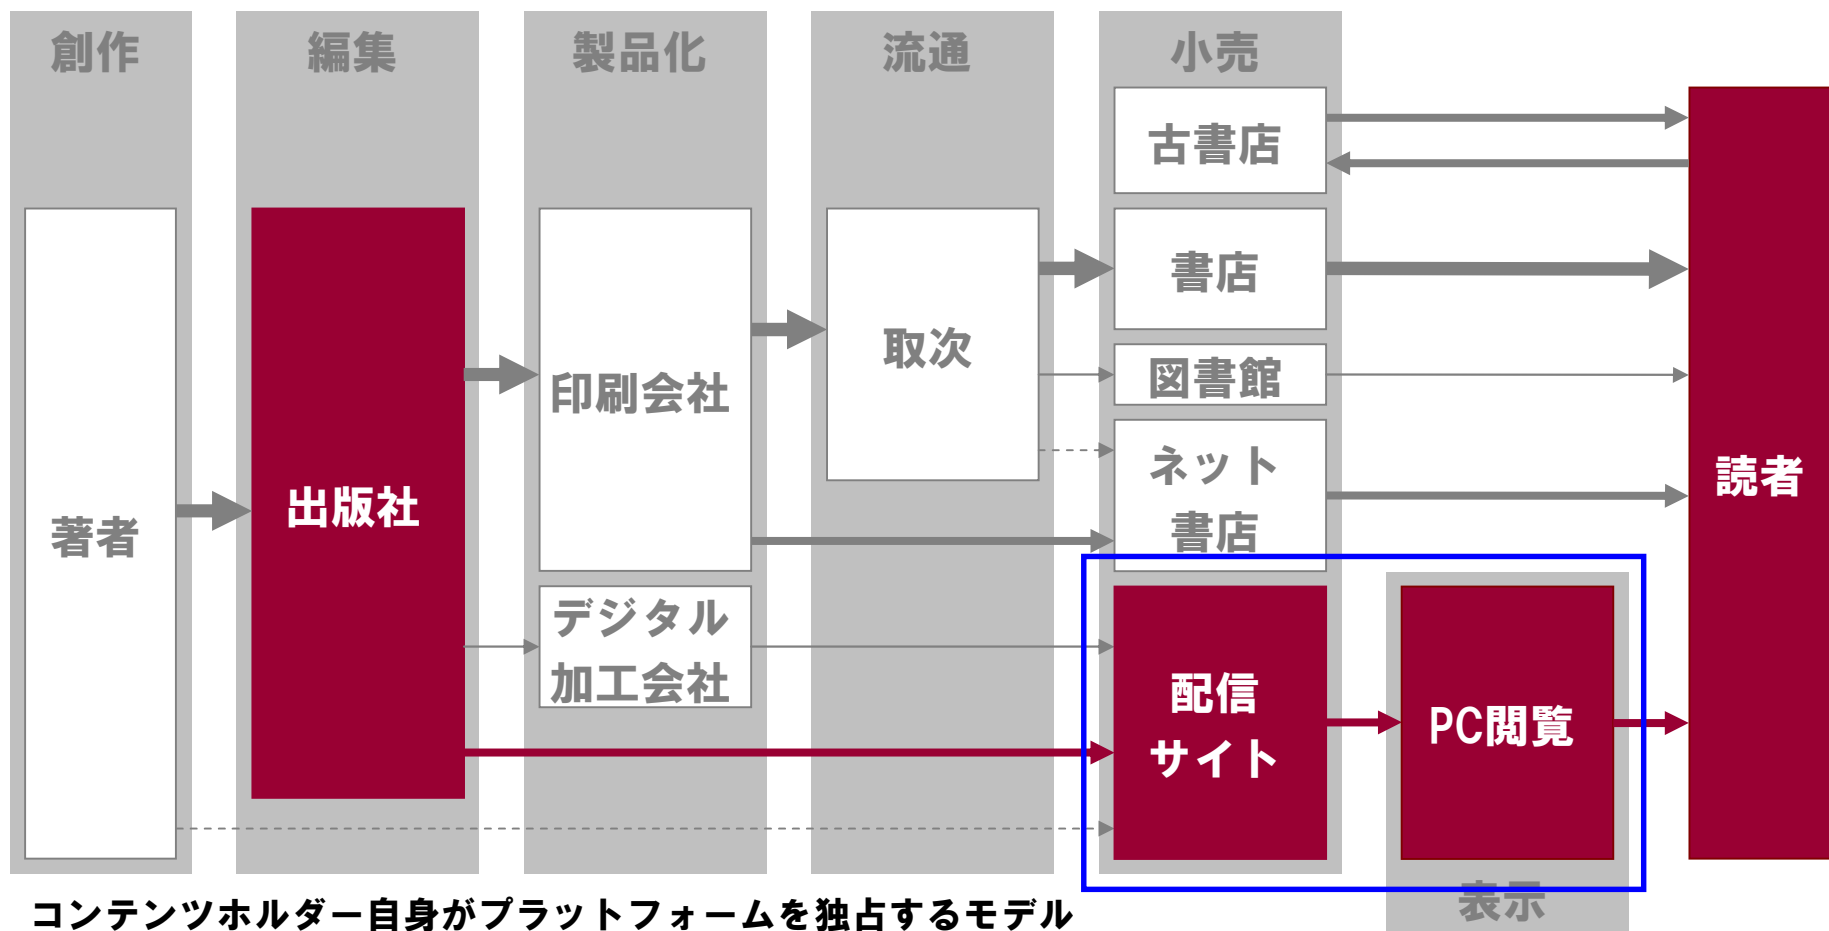 創作
編集
製品化
流通
小売
古書店
書店
図書館
ネット
書店
取次
印刷会社
出版社
著者
読者
デジタル
加工会社
配信
サイト
PC閲覧
表示
コンテンツホルダー自身がプラットフォームを独占するモデル